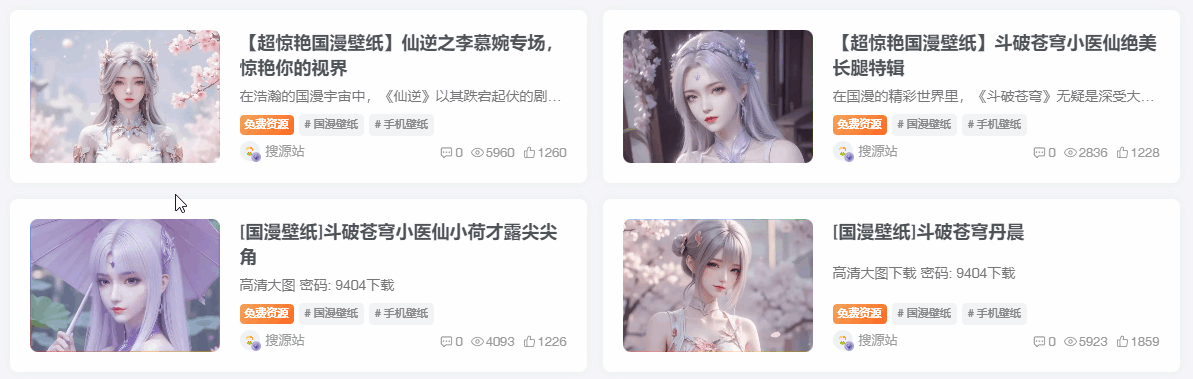 【超惊艳国漫壁纸】仙逆之李慕婉专场，
惊艳你的视界
在浩瀚的国漫宇宙中，《仙逆》以其跌宕起伏的剧...
免费资源 # 国漫壁纸 # 手机壁纸
搜源站 0 5960 1260
【超惊艳国漫壁纸】斗破苍穹小医仙绝美
长腿特辑
在国漫的精彩世界里，《斗破苍穹》无疑是深受大...
免费资源 # 国漫壁纸 # 手机壁纸
搜源站 0 2836 1228
[国漫壁纸]斗破苍穹小医仙小荷才露尖尖
角
高清大图 密码: 9404下载
免费资源 # 国漫壁纸 # 手机壁纸
搜源站 0 4093 1226
[国漫壁纸]斗破苍穹丹晨
高清大图下载 密码: 9404下载
免费资源 # 国漫壁纸 # 手机壁纸
搜源站 0 5923 1859